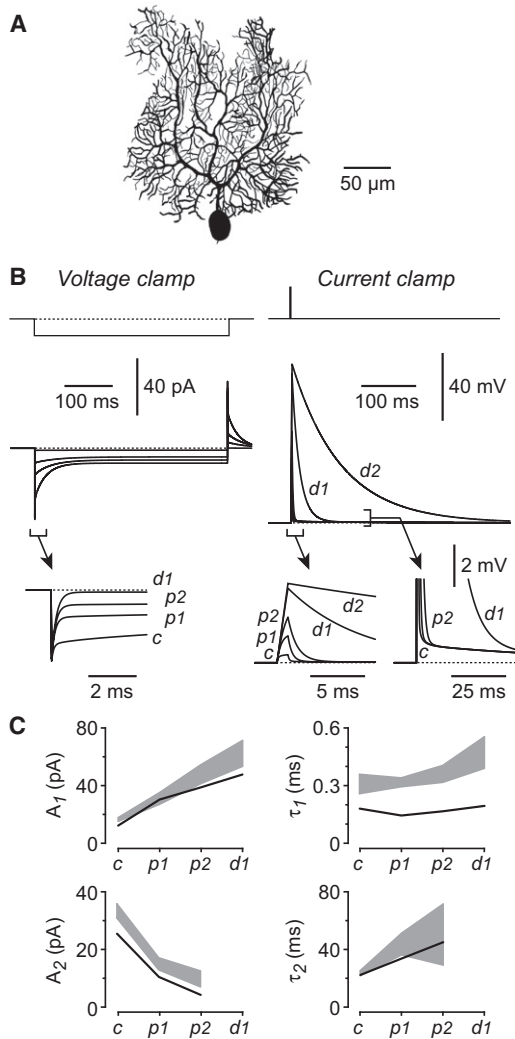 A
50 µm
B
Voltage clamp
Current clamp
100 ms
40 pA
100 ms
40 mV
d1
d2
d1
p2
p1
c
2 ms
p2
p1
c
d2
d1
5 ms
2 mV
p2
c
d1
25 ms
C
A1 (pA)
80
40
0
c p1 p2 d1
τ1 (ms)
0.6
0.3
0
c p1 p2 d1
A2 (pA)
40
20
0
c p1 p2 d1
τ2 (ms)
80
40
0
c p1 p2 d1